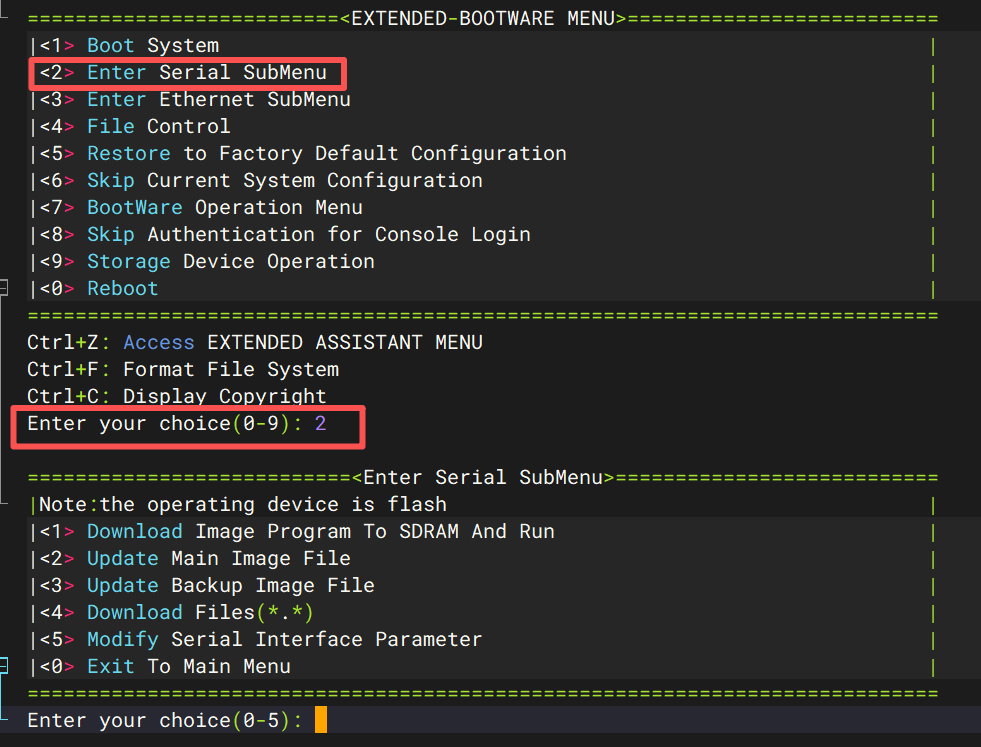 ==========================<EXTENDED-BOOTWARE MENU>==========================
|<1> Boot System |
|<2> Enter Serial SubMenu |
|<3> Enter Ethernet SubMenu |
|<4> File Control |
|<5> Restore to Factory Default Configuration |
|<6> Skip Current System Configuration |
|<7> BootWare Operation Menu |
|<8> Skip Authentication for Console Login |
|<9> Storage Device Operation |
|<0> Reboot |
============================================================================
Ctrl+Z: Access EXTENDED ASSISTANT MENU
Ctrl+F: Format File System
Ctrl+C: Display Copyright
Enter your choice(0-9): 2
===========================<Enter Serial SubMenu>===========================
|Note:the operating device is flash |
|<1> Download Image Program To SDRAM And Run |
|<2> Update Main Image File |
|<3> Update Backup Image File |
|<4> Download Files(*.*) |
|<5> Modify Serial Interface Parameter |
|<0> Exit To Main Menu |
============================================================================
Enter your choice(0-5):